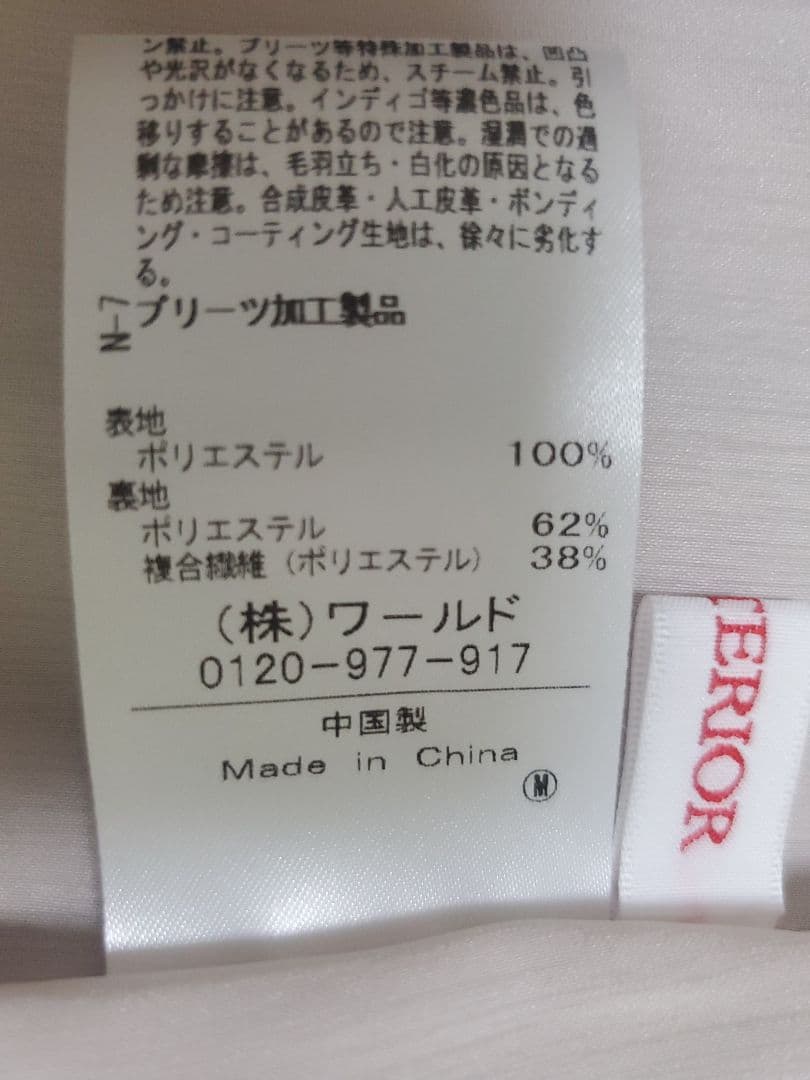 ン禁止。プリーツ等特殊加工製品は、凹凸
や光沢がなくなるため、スチーム禁止。引
っかけに注意。インディゴ等濃色品は、色
移りすることがあるので注意。湿潤での過
剰な摩擦は、毛羽立ち・白化の原因となる
ため注意。合成皮革・人工皮革・ボンディ
ング・コーティング生地は、徐々に劣化す
る。
N-7
プリーツ加工製品
表地
ポリエステル 100%
裏地
ポリエステル 62%
複合繊維(ポリエステル) 38%
(株)ワールド
0120-977-917
中国製
Made in China
M
TERIOR